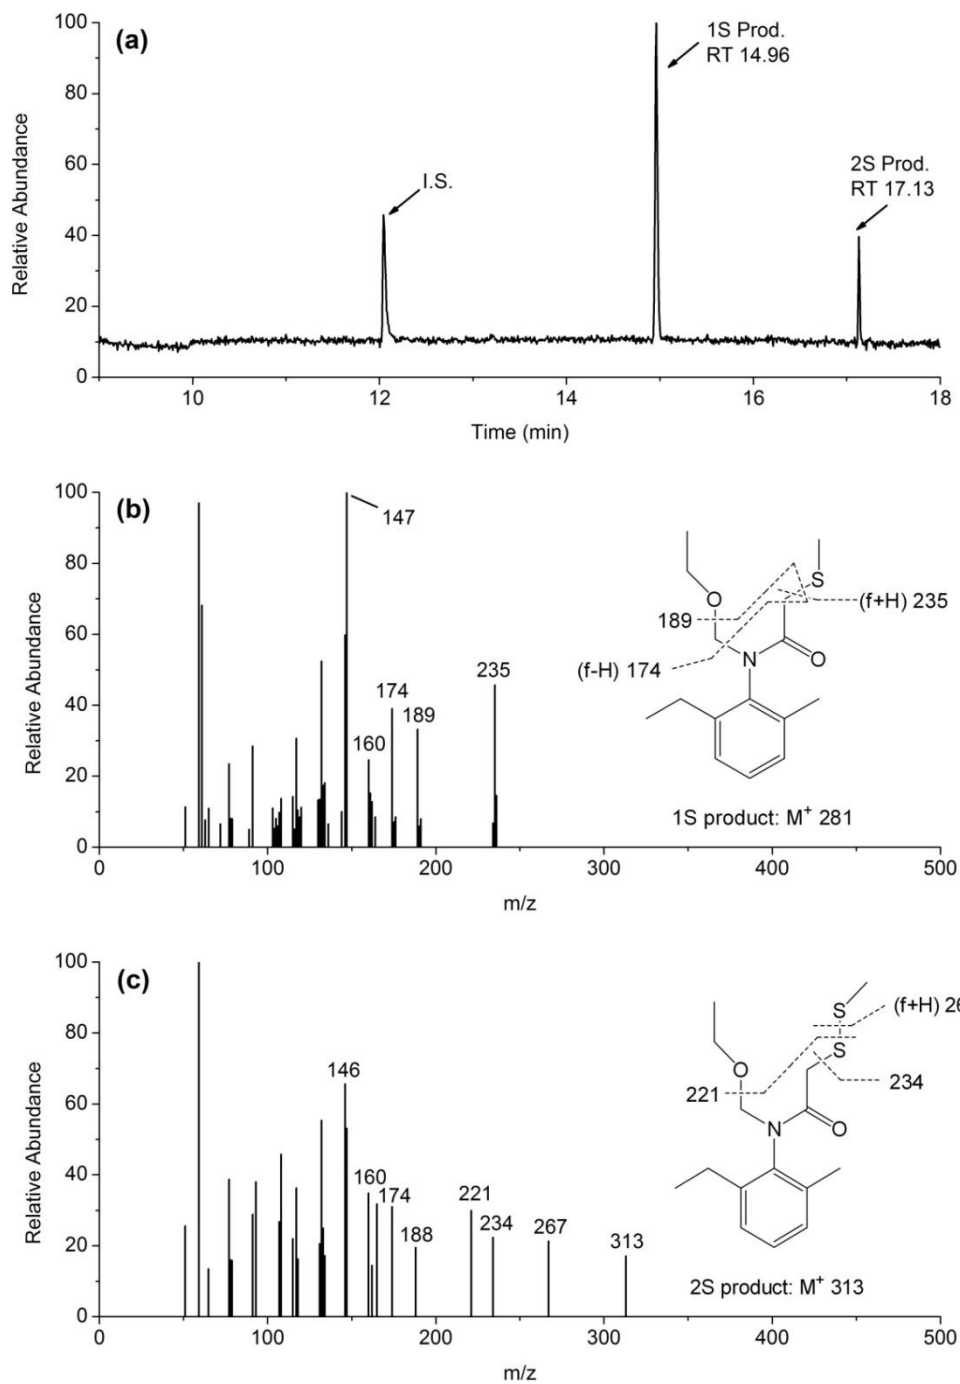 (a)
100
80
60
40
20
0
Relative Abundance
I.S.
1S Prod.
RT 14.96
2S Prod.
RT 17.13
10
12
14
16
18
Time (min)
(b)
100
80
60
40
20
0
Relative Abundance
147
160
174
189
235
O
S
N
O
189
(f+H) 235
(f-H) 174
1S product: M⁺ 281
0
100
200
300
400
500
m/z
(c)
100
80
60
40
20
0
Relative Abundance
146
160
174
188
221
234
267
313
S
S
O
N
O
(f+H) 26
221
234
2S product: M⁺ 313
0
100
200
300
400
500
m/z